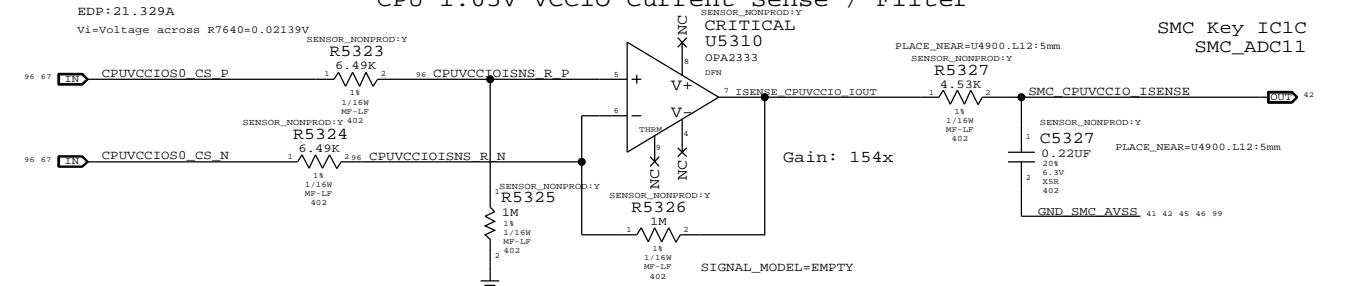 CPU 1.05V VCCIO Current Sense / Filter
EDP:21.329A
Vi=Voltage across R7640=0.02139V
SENSOR_NONPROD:Y
R5323
6.49K
96 67 IN CPUVCCIOS0_CS_P 1 2 96 CPUVCCIOISNS_R_P
1%
1/16W
MF-LF
402
SENSOR_NONPROD:Y
R5324
6.49K
96 67 IN CPUVCCIOS0_CS_N 1 2 96 CPUVCCIOISNS_R_N
1%
1/16W
MF-LF
402
SENSOR_NONPROD:Y
R5325
1
1M
1%
1/16W
MF-LF
402
2
SENSOR_NONPROD:Y
CRITICAL
U5310
OPA2333
DFN
NC
8
5
+
V+
6
-
V-
7
THRM
9
4
NC
NC
ISENSE_CPUVCCIO_IOUT
Gain: 154x
SENSOR_NONPROD:Y
R5326
1M
1 2
1%
1/16W
MF-LF
402
SIGNAL_MODEL=EMPTY
PLACE_NEAR=U4900.L12:5mm
SENSOR_NONPROD:Y
R5327
4.53K
1 2
1%
1/16W
MF-LF
402
SMC Key IC1C
SMC_ADC11
SMC_CPUVCCIO_ISENSE OUT 42
SENSOR_NONPROD:Y
1
C5327
0.22UF
20%
6.3V
X5R
402
2
PLACE_NEAR=U4900.L12:5mm
GND_SMC_AVSS 41 42 45 46 99